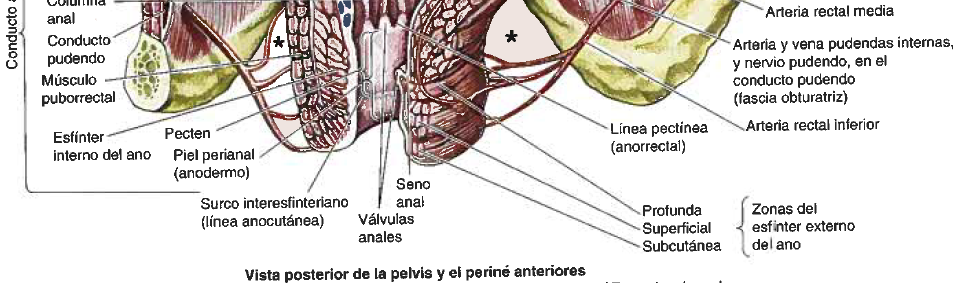 Conducto
Columna
anal
Conducto
pudendo
Músculo
puborrectal
Esfínter
interno del ano
Pecten
Piel perianal
(anodermo)
Surco interesfinteriano
(línea anocutánea)
Válvulas
anales
Seno
anal
Arteria rectal media
Arteria y vena pudendas internas,
y nervio pudendo, en el
conducto pudendo
(fascia obturatriz)
Arteria rectal inferior
Línea pectínea
(anorrectal)
Profunda
Superficial
Subcutánea
Zonas del
esfínter externo
del ano
*
*
Vista posterior de la pelvis y el periné anteriores